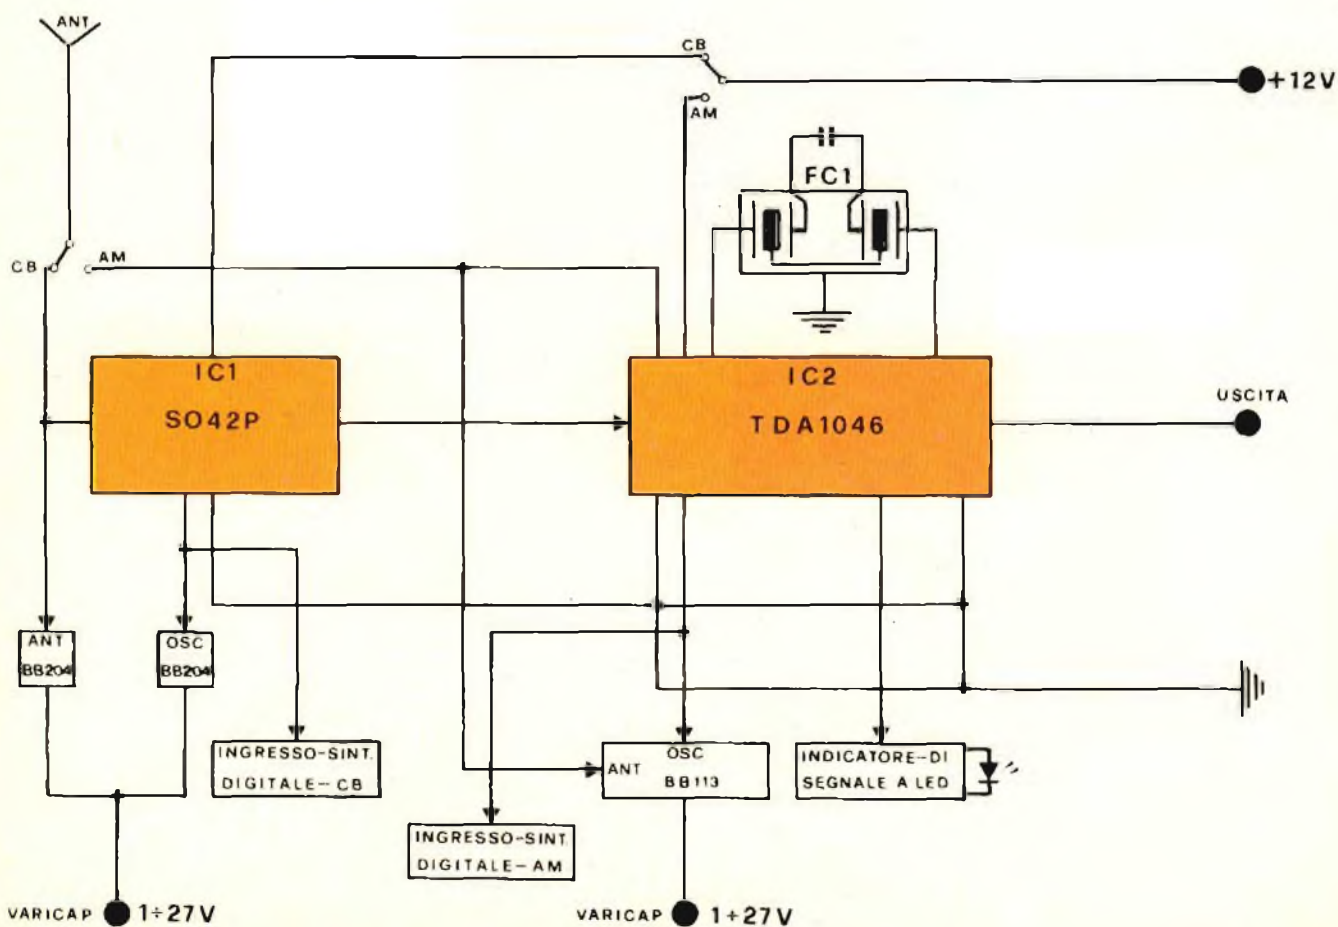 ANT
CB
+12V
AM
FC1
CB
AM
IC1
SO42P
IC2
TDA1046
USCITA
ANT
BB204
OSC
BB204
INGRESSO-SINT.
DIGITALE-CB
OSC
ANT
BB113
INDICATORE-DI
SEGNALE A LED
INGRESSO-SINT.
DIGITALE-AM
VARICAP 1÷27V
VARICAP 1÷27V